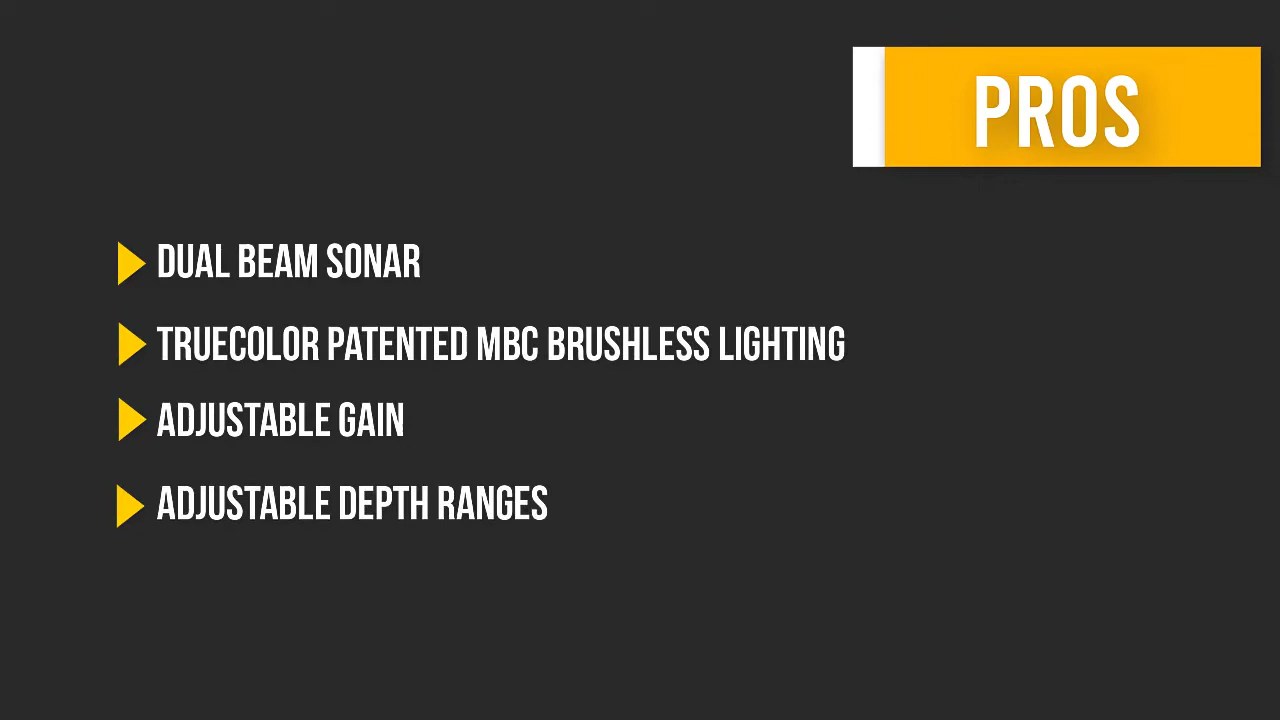 PROS
DUAL BEAM SONAR
TRUECOLOR PATENTED MBC BRUSHLESS LIGHTING
ADJUSTABLE GAIN
ADJUSTABLE DEPTH RANGES